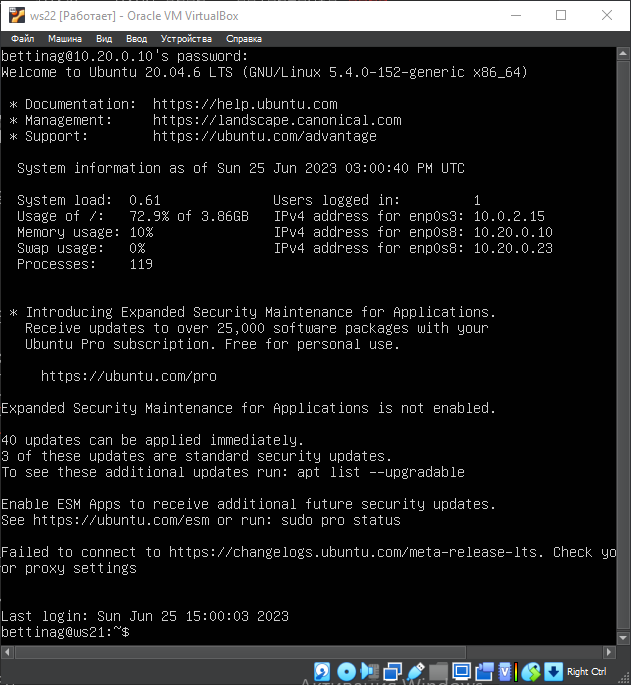 ws22 [Работает] - Oracle VM VirtualBox
Файл Машина Вид Ввод Устройства Справка
bettinag@10.20.0.10's password:
Welcome to Ubuntu 20.04.6 LTS (GNU/Linux 5.4.0-152-generic x86_64)
* Documentation: https://help.ubuntu.com
* Management: https://landscape.canonical.com
* Support: https://ubuntu.com/advantage
System information as of Sun 25 Jun 2023 03:00:40 PM UTC
System load: 0.61 Users logged in: 1
Usage of /: 72.9% of 3.86GB IPv4 address for enp0s3: 10.0.2.15
Memory usage: 10% IPv4 address for enp0s8: 10.20.0.10
Swap usage: 0% IPv4 address for enp0s8: 10.20.0.23
Processes: 119
* Introducing Expanded Security Maintenance for Applications.
Receive updates to over 25,000 software packages with your
Ubuntu Pro subscription. Free for personal use.
https://ubuntu.com/pro
Expanded Security Maintenance for Applications is not enabled.
40 updates can be applied immediately.
3 of these updates are standard security updates.
To see these additional updates run: apt list --upgradable
Enable ESM Apps to receive additional future security updates.
See https://ubuntu.com/esm or run: sudo pro status
Failed to connect to https://changelogs.ubuntu.com/meta-release-lts. Check yo
or proxy settings
Last login: Sun Jun 25 15:00:03 2023
bettinag@ws21:~$
Right Ctrl